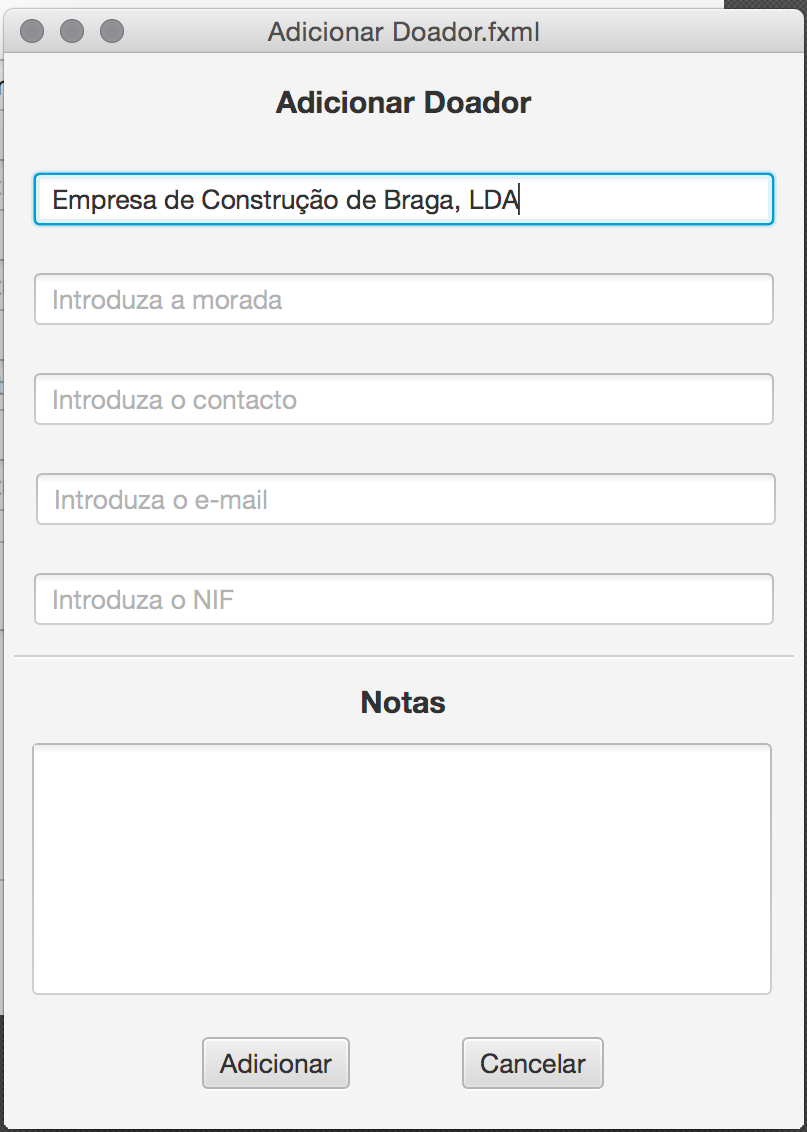 Adicionar Doador.fxml
Adicionar Doador
Empresa de Construção de Braga, LDA
Introduza a morada
Introduza o contacto
Introduza o e-mail
Introduza o NIF
Notas
Adicionar
Cancelar